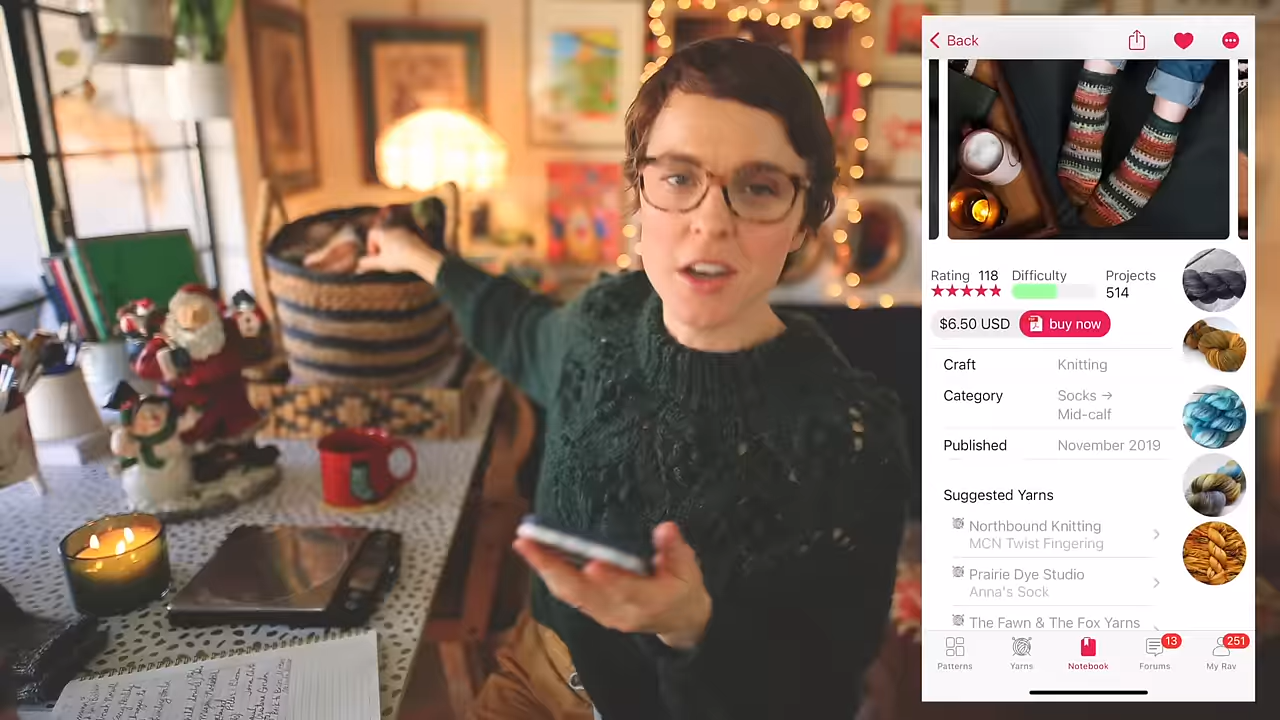 Back
Rating 118 Difficulty Projects
514
$6.50 USD buy now
Craft Knitting
Category Socks →
Mid-calf
Published November 2019
Suggested Yarns
Northbound Knitting
MCN Twist Fingering
Prairie Dye Studio
Anna's Sock
The Fawn & The Fox Yarns
13 251
Patterns Yarns Notebook Forums My Rav